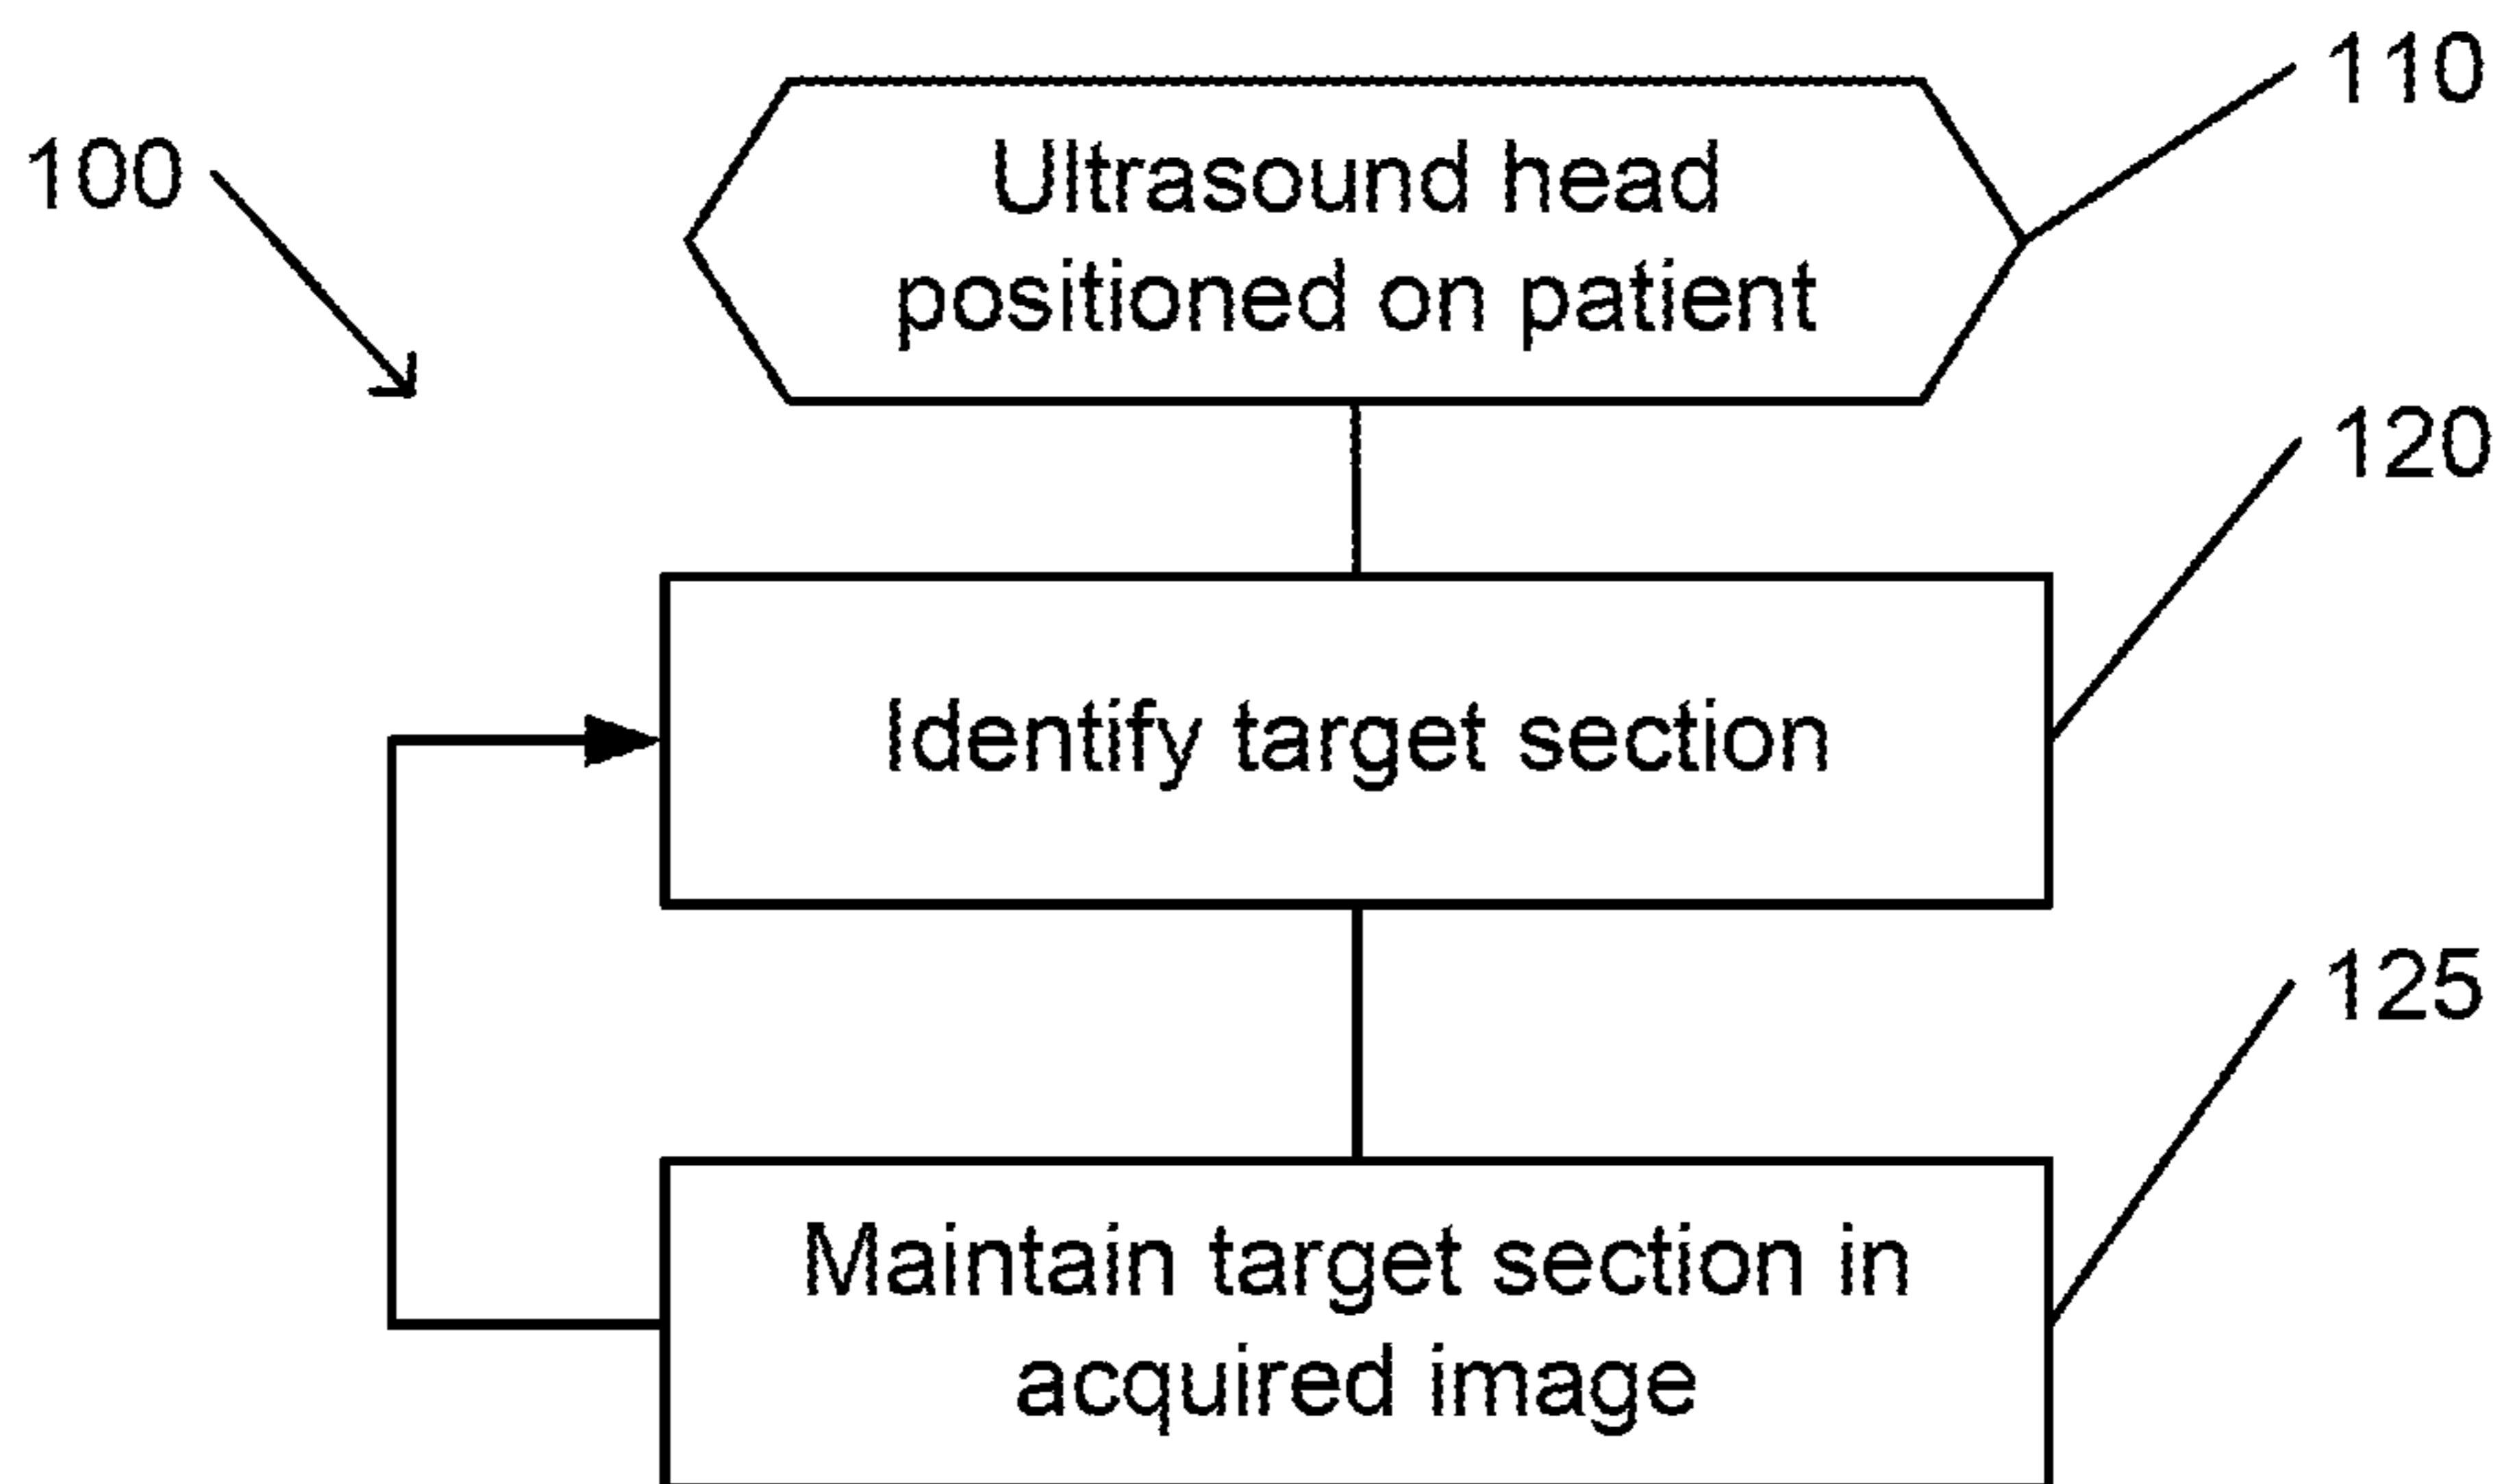 110
100
Ultrasound head
positioned on patient
120
Identify target section
125
Maintain target section in
acquired image